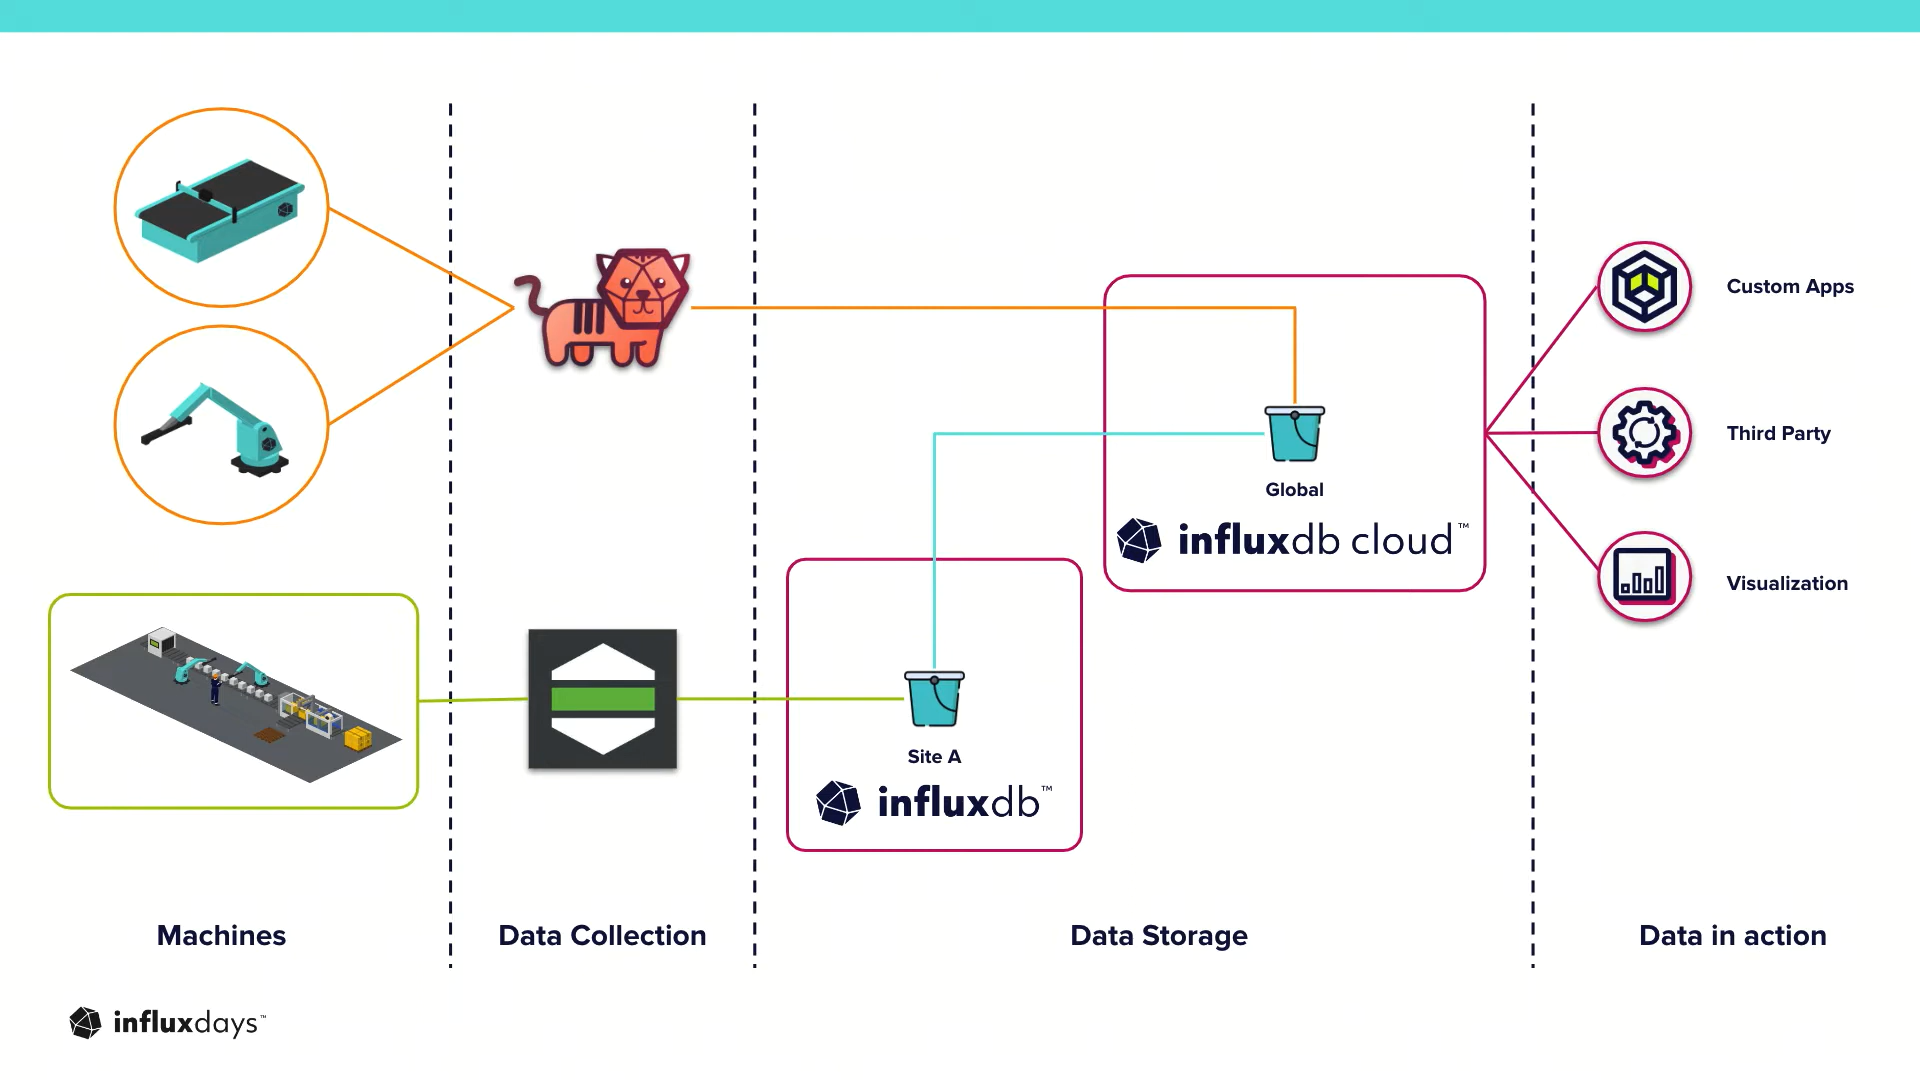 Custom Apps
Third Party
Global
influxdb cloud™
Visualization
Site A
influxdb™
Machines
Data Collection
Data Storage
Data in action
influxdays™